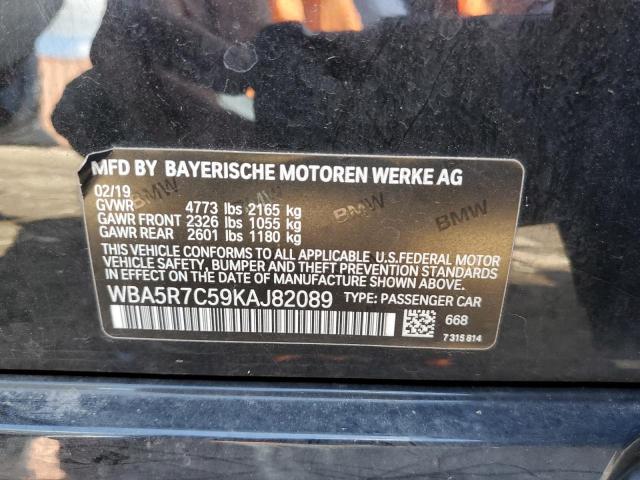 MFD BY BAYERISCHE MOTOREN WERKE AG
02/19
GVWR 4773 lbs 2165 kg
GAWR FRONT 2326 lbs 1055 kg
GAWR REAR 2601 lbs 1180 kg
BMW BMW BMW
THIS VEHICLE CONFORMS TO ALL APPLICABLE U.S.FEDERAL MOTOR
VEHICLE SAFETY, BUMPER AND THEFT PREVENTION STANDARDS
IN EFFECT ON THE DATE OF MANUFACTURE SHOWN ABOVE.
WBA5R7C59KAJ82089 TYPE: PASSENGER CAR
668
7 315 814